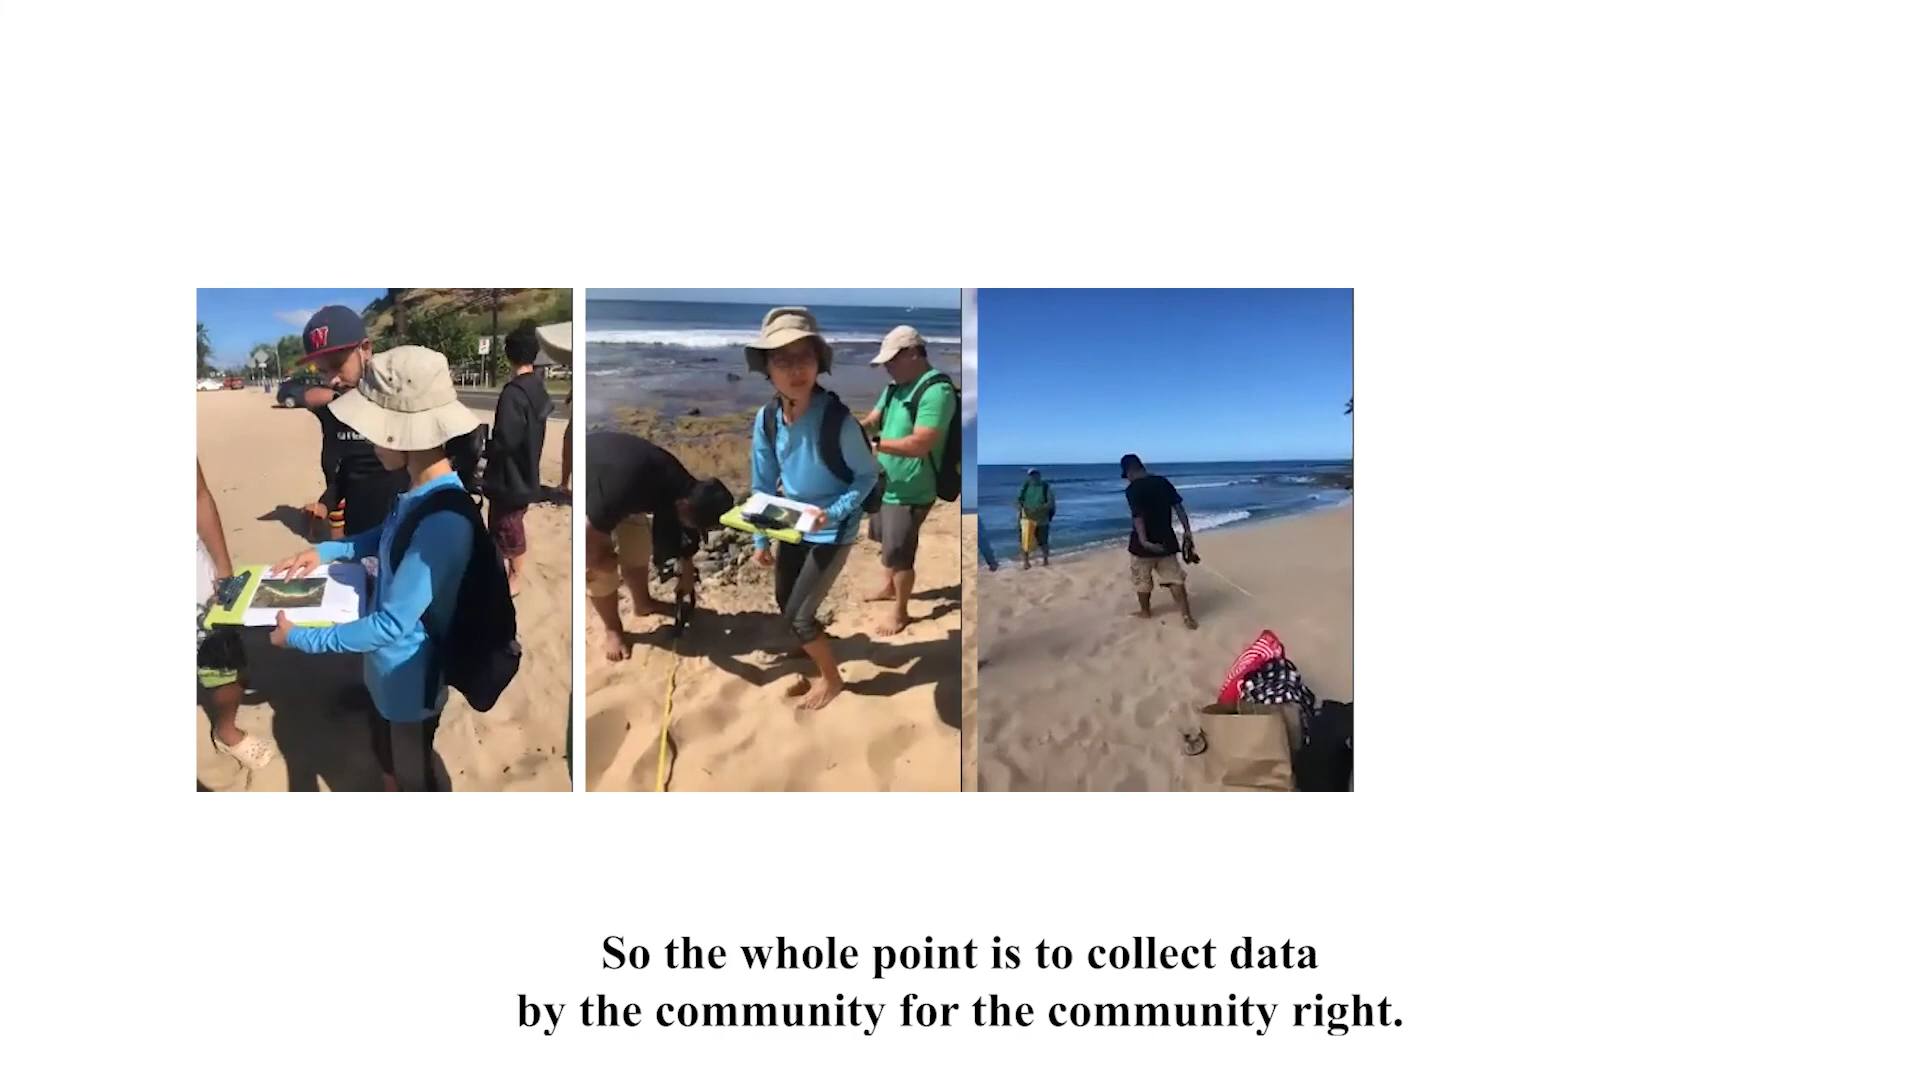 W
So the whole point is to collect data
by the community for the community right.